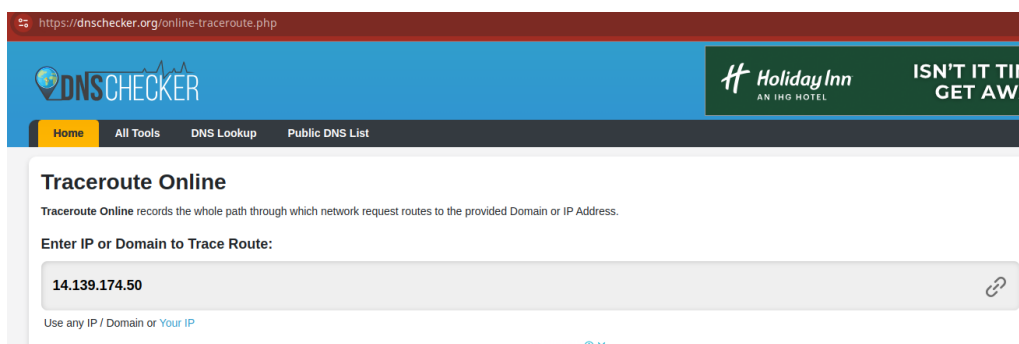 https://dnschecker.org/online-traceroute.php
DNSCHECKER
Holiday Inn
AN IHG HOTEL
ISN'T IT
GET
Home All Tools DNS Lookup Public DNS List
Traceroute Online
Traceroute Online records the whole path through which network request routes to the provided Domain or IP Address.
Enter IP or Domain to Trace Route:
14.139.174.50
Use any IP / Domain or Your IP